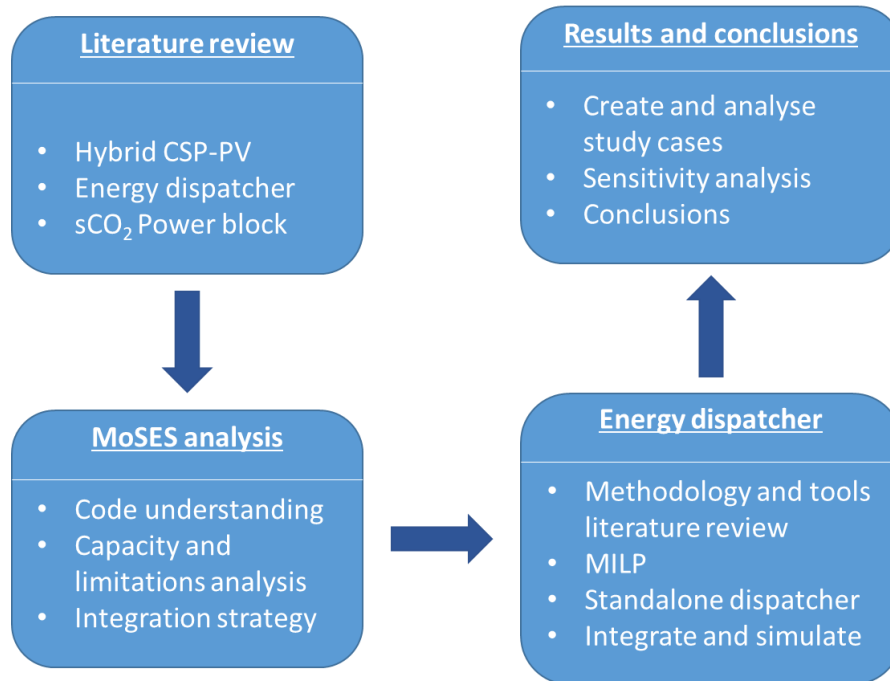 Literature review
• Hybrid CSP-PV
• Energy dispatcher
• sCO₂ Power block
MoSES analysis
• Code understanding
• Capacity and
limitations analysis
• Integration strategy
Energy dispatcher
• Methodology and tools
literature review
• MILP
• Standalone dispatcher
• Integrate and simulate
Results and conclusions
• Create and analyse
study cases
• Sensitivity analysis
• Conclusions